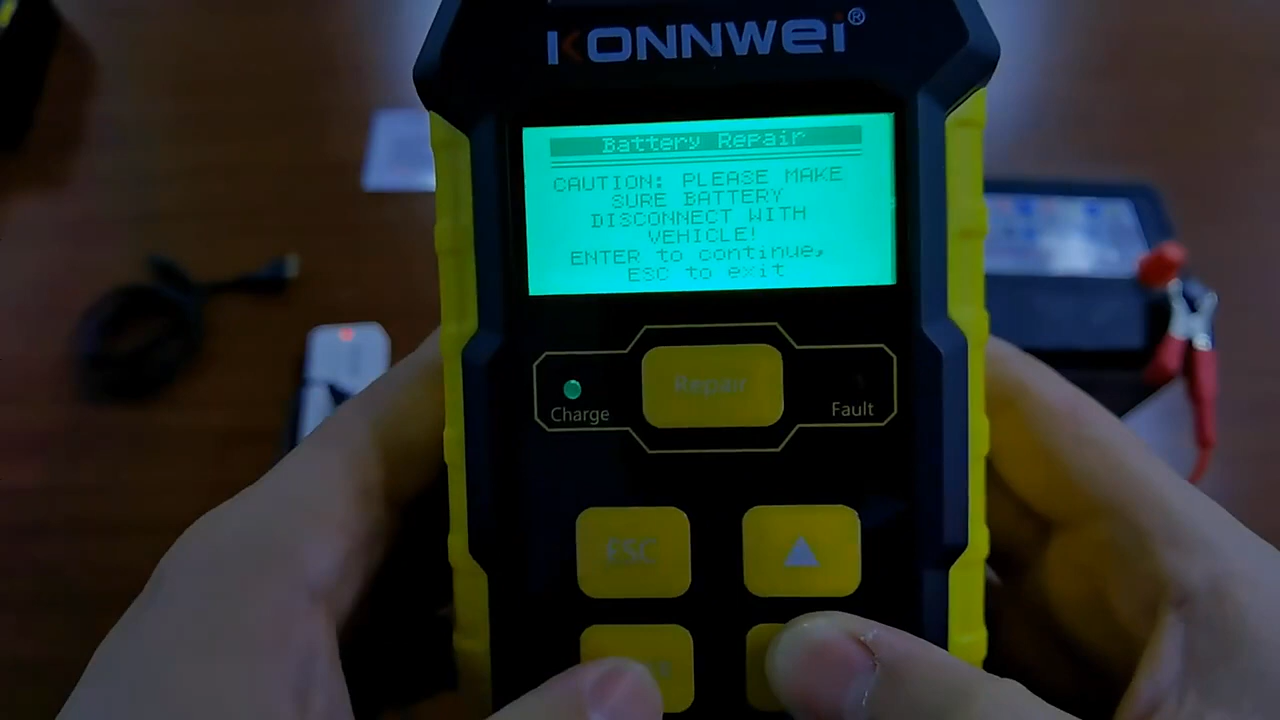 KONNWEI®
Battery Repair
CAUTION: PLEASE MAKE
SURE BATTERY
DISCONNECT WITH
VEHICLE!
ENTER to continue,
ESC to exit
Repair
Charge
Fault
ESC